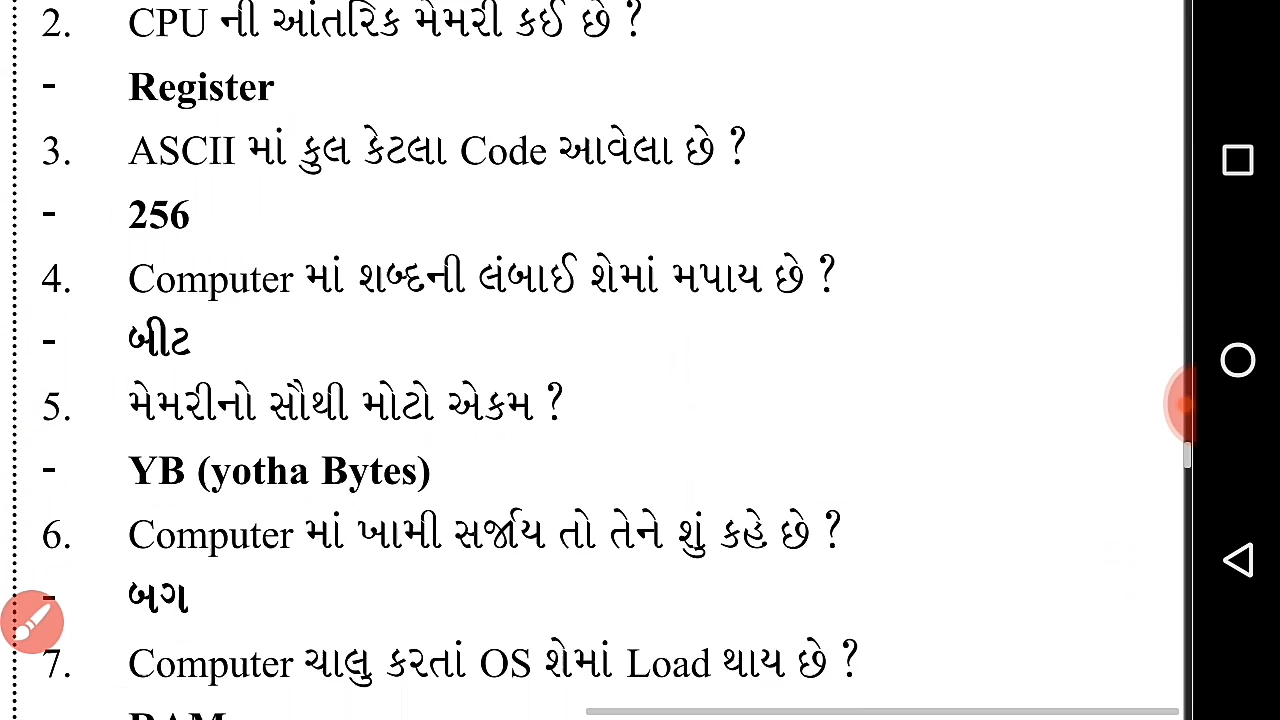 2. CPU ની આંતરિક મેમરી કઈ છે ?
- Register
3. ASCII માં કુલ કેટલા Code આવેલા છે ?
- 256
4. Computer માં શબ્દની લંબાઈ શેમાં મપાય છે ?
- બીટ
5. મેમરીનો સૌથી મોટો એકમ ?
- YB (yotha Bytes)
6. Computer માં ખામી સર્જાય તો તેને શું કહે છે ?
- બગ
7. Computer ચાલુ કરતાં OS શેમાં Load થાય છે ?
RAM